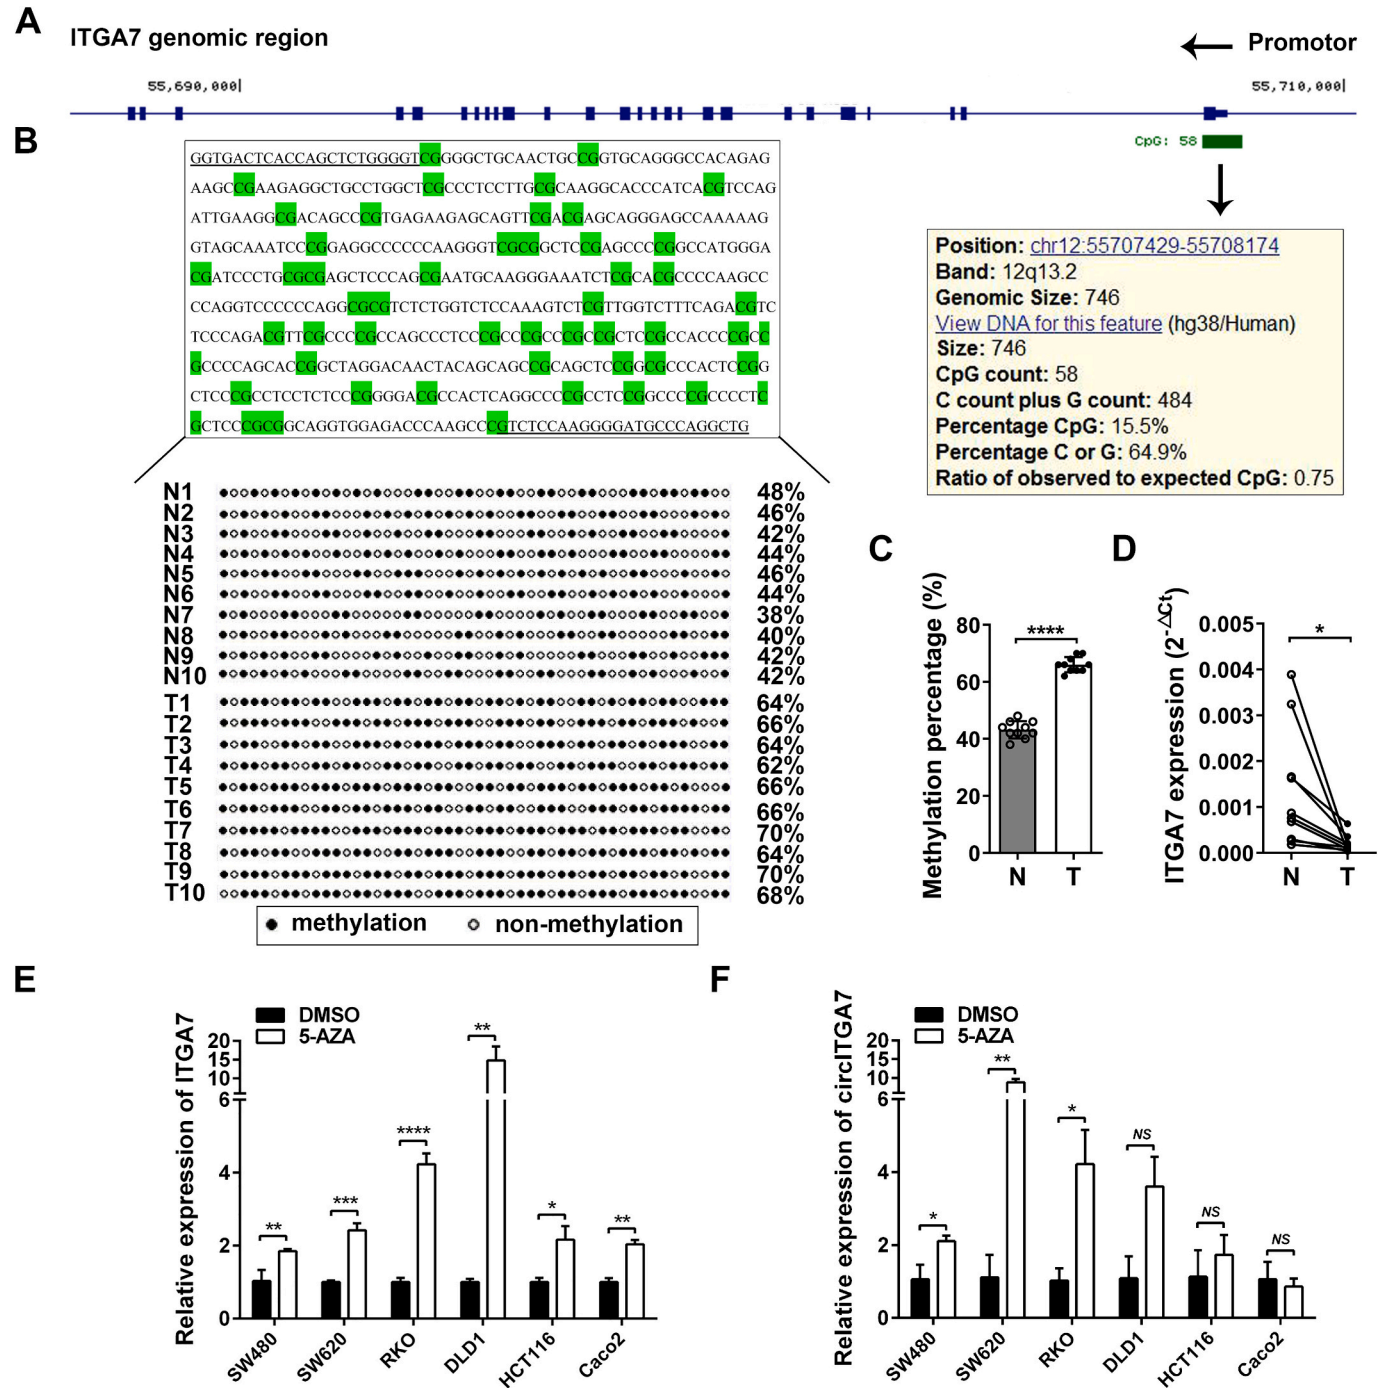 A
ITGA7 genomic region
Promotor
55,690,000|
55,710,000|
CpG: 58
B
GGTGACTCACCAGCTCTGGGGTCGGGGCTGCAACTGCCGGTGCAGGGCCACAGAG
AAGCCGAAGAGGCTGCCTGGCTCGCCCTCCTTGCGCAAGGCACCCATCACGTCCAG
ATTGAAGGCGACAGCCCGTGAGAAGAGCAGTTCGACGAGCAGGGAGCCAAAAAG
GTAGCAAATCCCGGAGGCCCCCCAAGGGTCGCGGCTCCGAGCCCCGGCCATGGGA
CGATCCCTGCGCGAGCTCCCAGCGAATGCAAGGGAAATCTCGCACGCCCCAAGCC
CCAGGTCCCCCCAGGCGCGTCTCTGGTCTCCAAAGTCTCGTTGGTCTTTCAGACGTC
TCCCAGACGTTCGCCCCGCCAGCCCTCCCGCCCGCCCGCCGCTCCGCCACCCCGCC
GCCCCAGCACCGGCTAGGACAACTACAGCAGCCGCAGCTCCGGCGCCCACTCCGG
CTCCCGCCTCCTCTCCCGGGGACGCCACTCAGGCCCCGCCTCCGGCCCCGCCCCTC
GCTCCCGCGGCAGGTGGAGACCCAAGCCCGTCTCCAAGGGGATGCCCAGGCTG
Position: chr12:55707429-55708174
Band: 12q13.2
Genomic Size: 746
View DNA for this feature (hg38/Human)
Size: 746
CpG count: 58
C count plus G count: 484
Percentage CpG: 15.5%
Percentage C or G: 64.9%
Ratio of observed to expected CpG: 0.75
N1 48%
N2 46%
N3 42%
N4 44%
N5 46%
N6 44%
N7 38%
N8 40%
N9 42%
N10 42%
T1 64%
T2 66%
T3 64%
T4 62%
T5 66%
T6 66%
T7 70%
T8 64%
T9 70%
T10 68%
methylation non-methylation
C
Methylation percentage (%)
80
60
40
20
0
****
N T
D
ITGA7 expression (2-ΔCt)
0.005
0.004
0.003
0.002
0.001
0.000
*
N T
E
DMSO
5-AZA
Relative expression of ITGA7
20
15
10
6
4
2
0
** *** **** ** * **
SW480 SW620 RKO DLD1 HCT116 Caco2
F
DMSO
5-AZA
Relative expression of circITGA7
20
15
10
6
4
2
0
* ** * NS NS NS
SW480 SW620 RKO DLD1 HCT116 Caco2